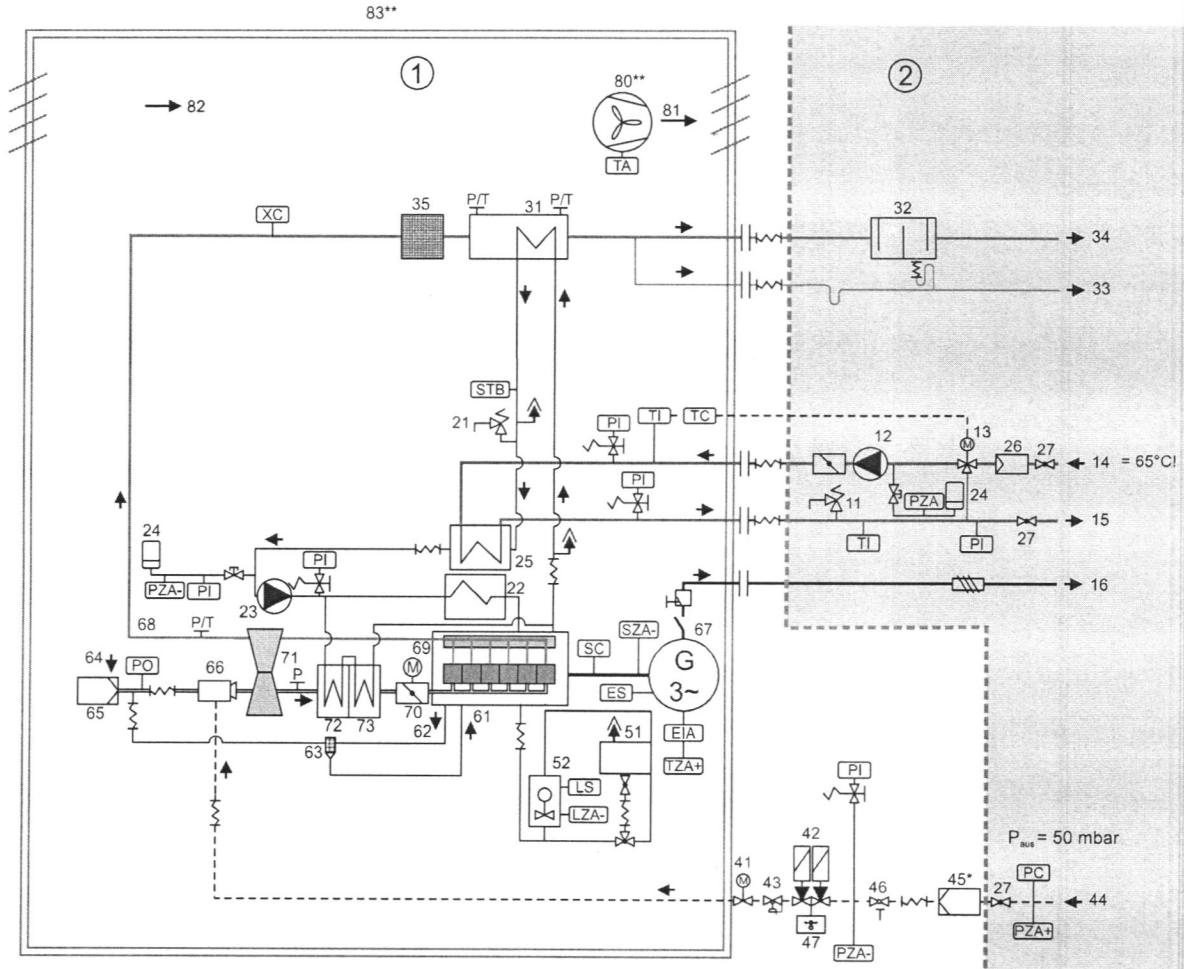 83**
1
2
80**
81
82
TA
XC
35
P/T
31
P/T
32
34
33
STB
21
PI
TI
TC
12
13
M
26
27
14 = 65°C!
PI
11
PZA
24
15
TI
PI
27
24
PI
25
22
PZA-
PI
23
16
68
P/T
69
SC
SZA-
67
64
PO
66
71
P
M
G
3~
ES
65
72
73
70
62
61
63
EIA
TZA+
51
52
LS
LZA-
PI
P aus = 50 mbar
42
41
M
43
46
45*
27
PC
44
47
PZA-
PZA+